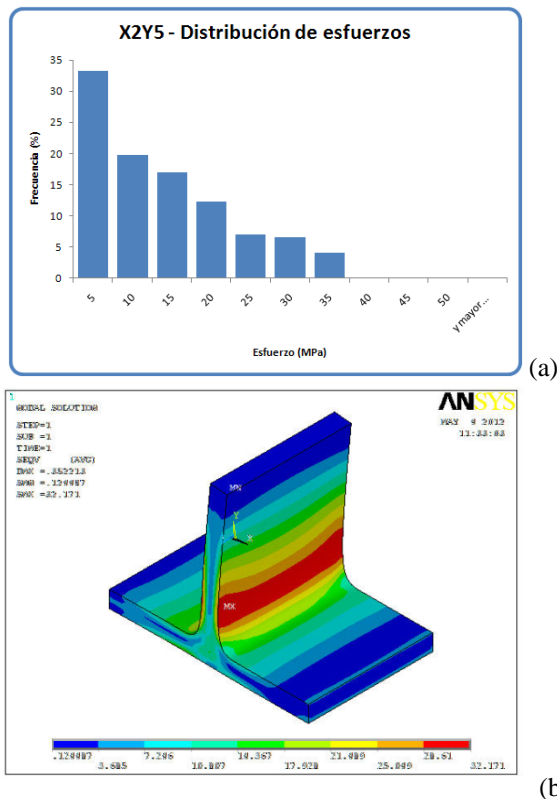 X2Y5 - Distribución de esfuerzos
Frecuencia (%)
35
30
25
20
15
10
5
0
5 10 15 20 25 30 35 40 45 50 y mayor...
Esfuerzo (MPa)
(a)
1
NODAL SOLUTION
STEP=1
SUB =1
TIME=1
SEQV (AVG)
DMX =.352213
SMN =.124487
SMX =32.171
ANSYS
MAY 9 2012
MN
Y
X
MX
.124487 7.246 14.367 21.489 28.61
3.685 10.807 17.928 25.049 32.171
(b